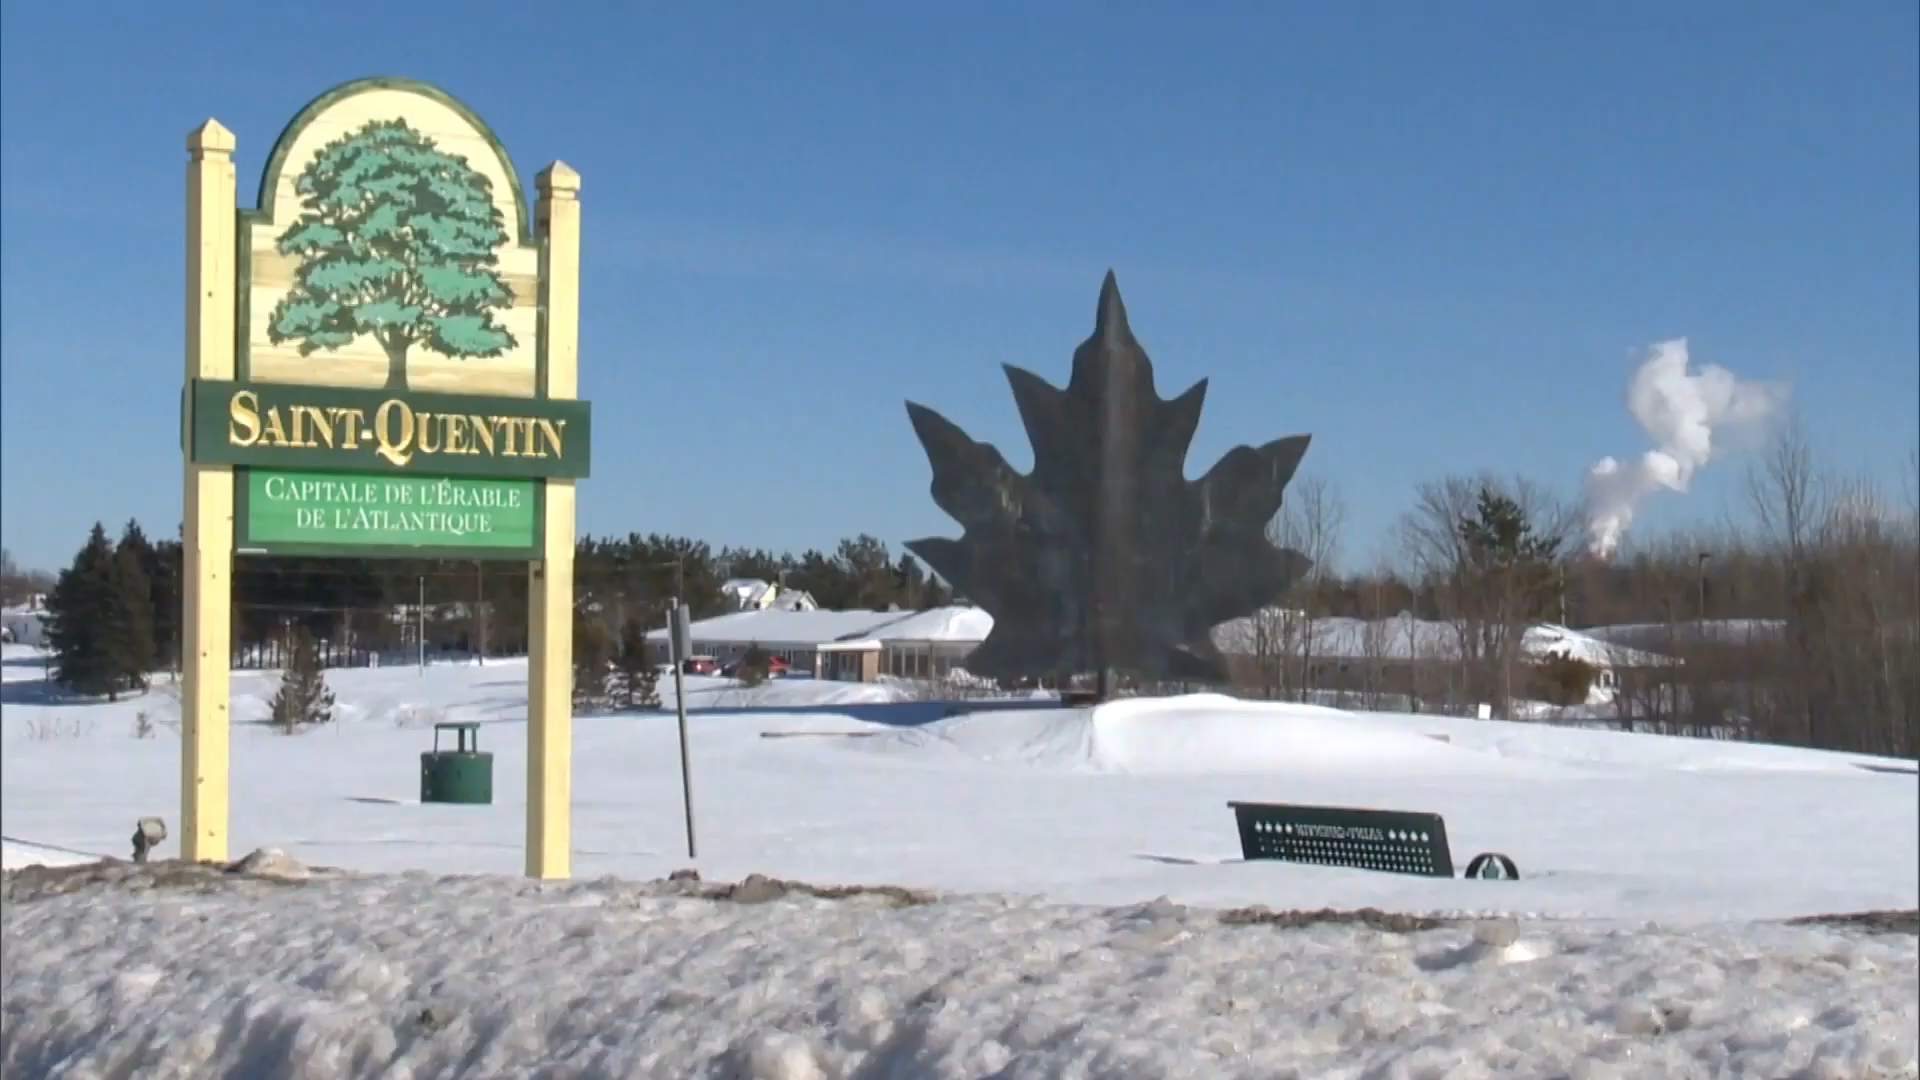 SAINT-QUENTIN
CAPITALE DE L'ÉRABLE
DE L'ATLANTIQUE